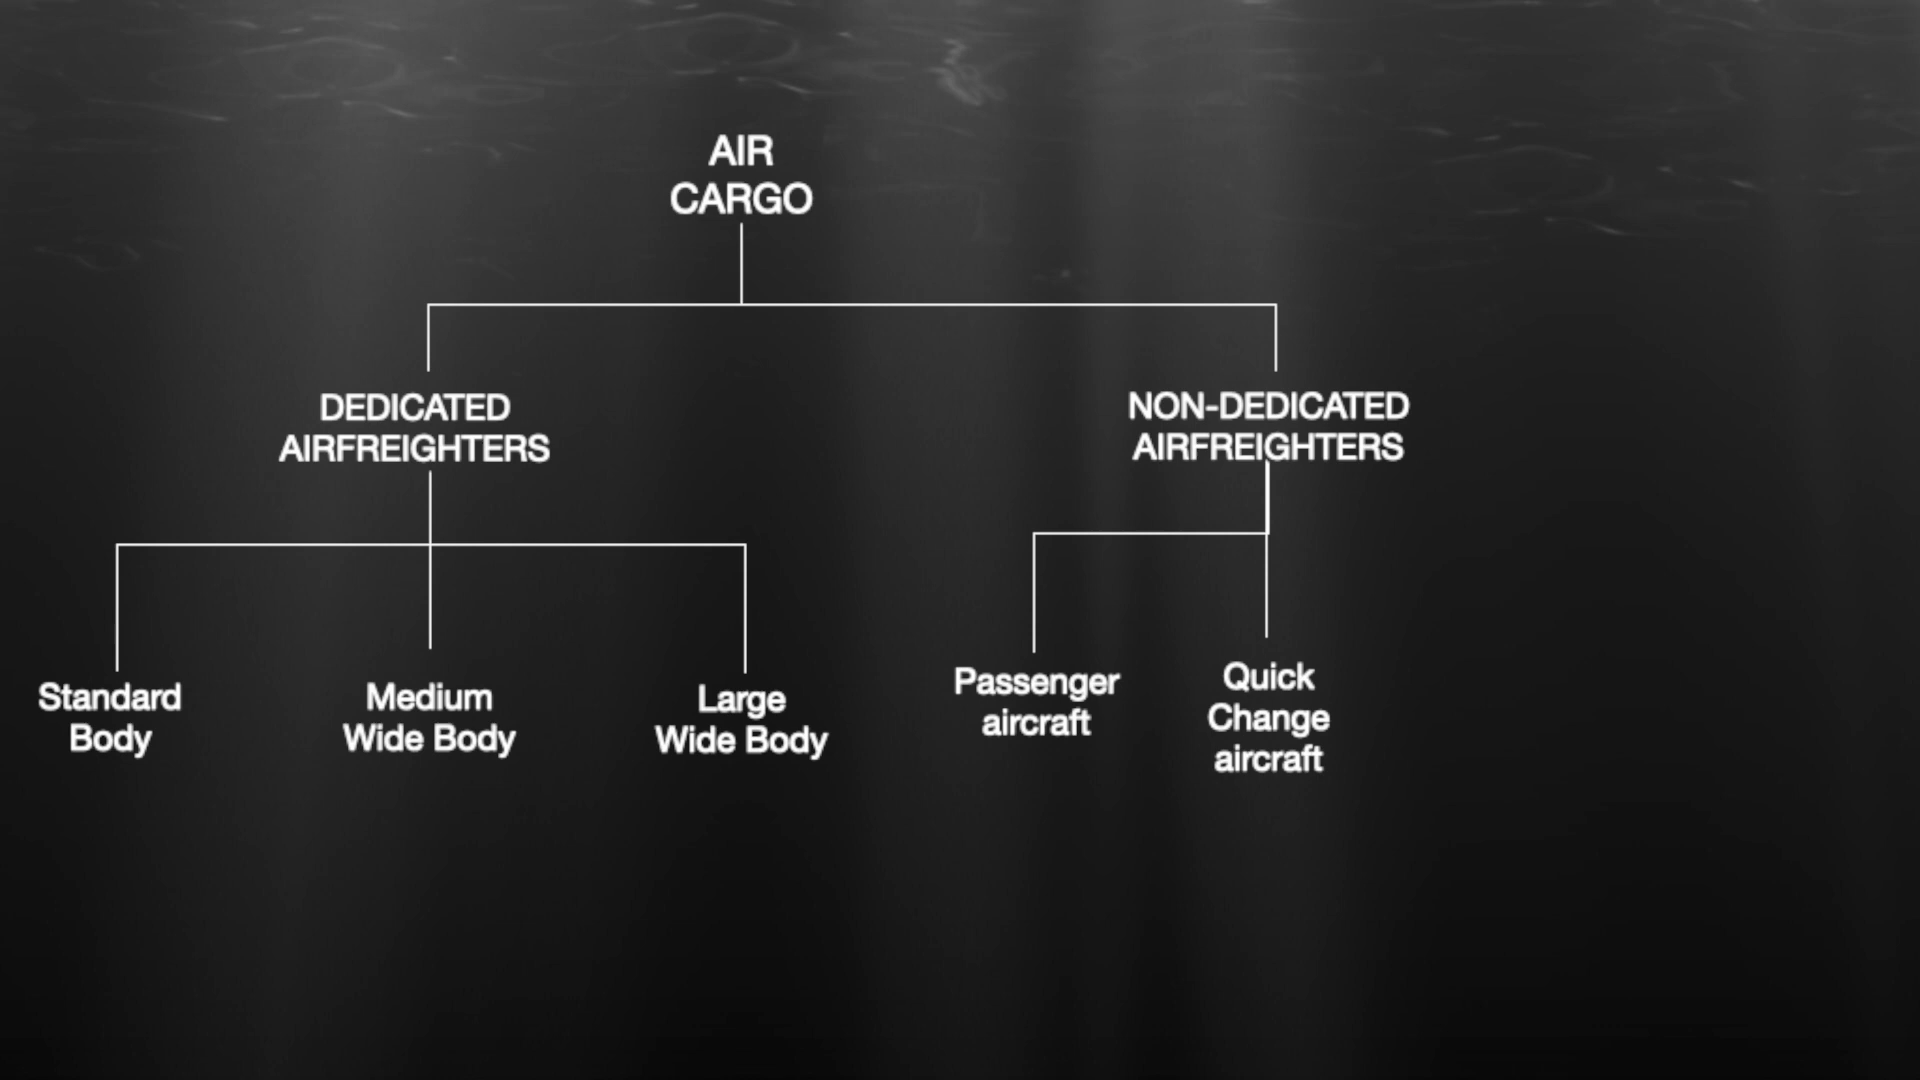 AIR
CARGO
DEDICATED
AIRFREIGHTERS
NON-DEDICATED
AIRFREIGHTERS
Standard
Body
Medium
Wide Body
Large
Wide Body
Passenger
aircraft
Quick
Change
aircraft